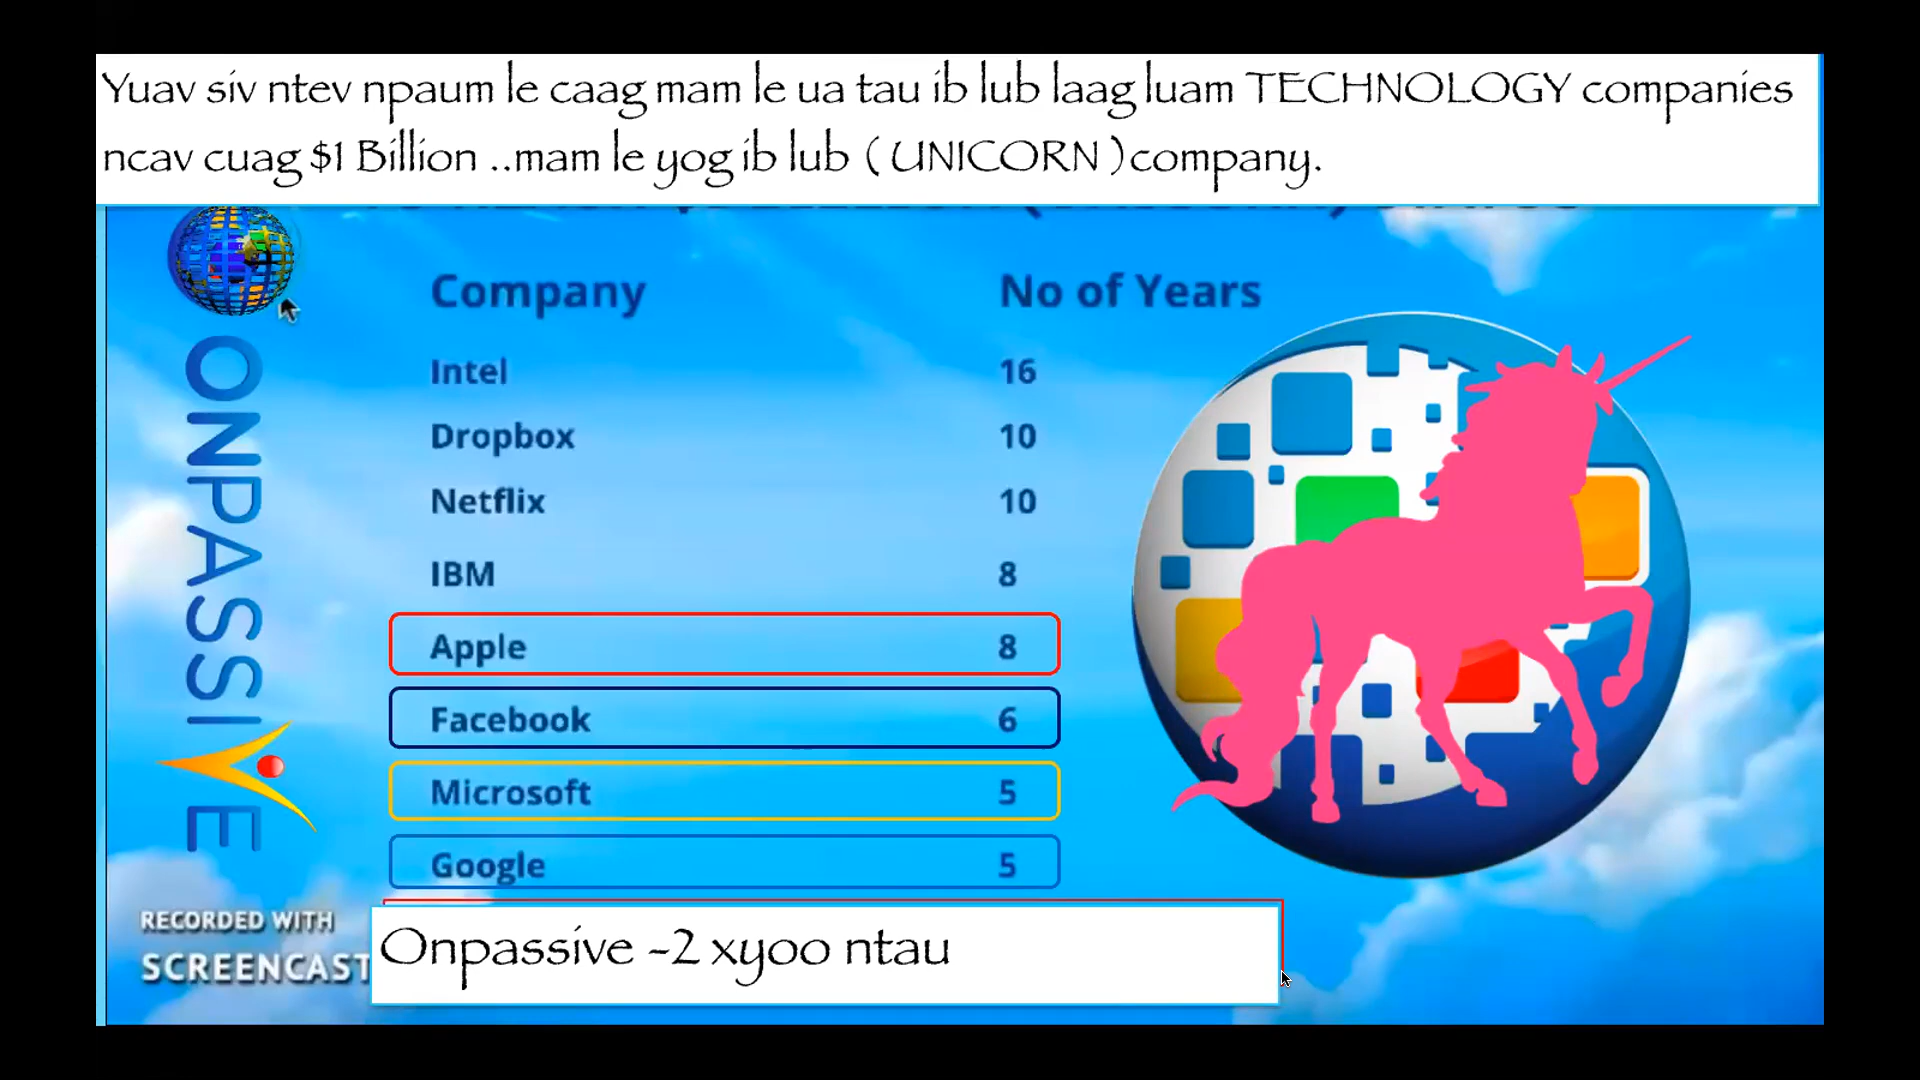 Yuav siv ntev npaum le caag mam le ua tau ib lub laag luam TECHNOLOGY companies
ncav cuag $1 Billion ..mam le yog ib lub ( UNICORN )company.
Company No of Years
Intel 16
Dropbox 10
Netflix 10
IBM 8
Apple 8
Facebook 6
Microsoft 5
Google 5
Onpassive -2 xyoo ntau
ONPASSIVE
RECORDED WITH
SCREENCAST